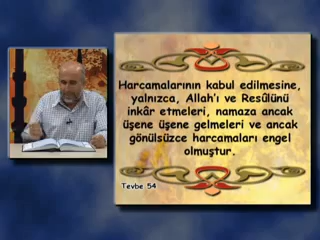 Harcamalarının kabul edilmesine,
yalnızca, Allah'ı ve Resûlünü
inkâr etmeleri, namaza ancak
üşene üşene gelmeleri ve ancak
gönülsüzce harcamaları engel
olmuştur.
Tevbe 54